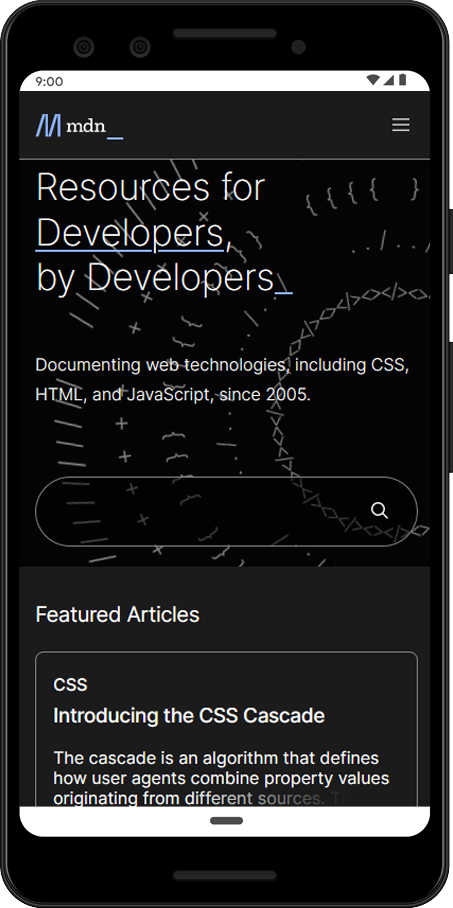 9:00
mdn_
Resources for
Developers,
by Developers_
Documenting web technologies, including CSS,
HTML, and JavaScript, since 2005.
Featured Articles
CSS
Introducing the CSS Cascade
The cascade is an algorithm that defines
how user agents combine property values
originating from different sources.